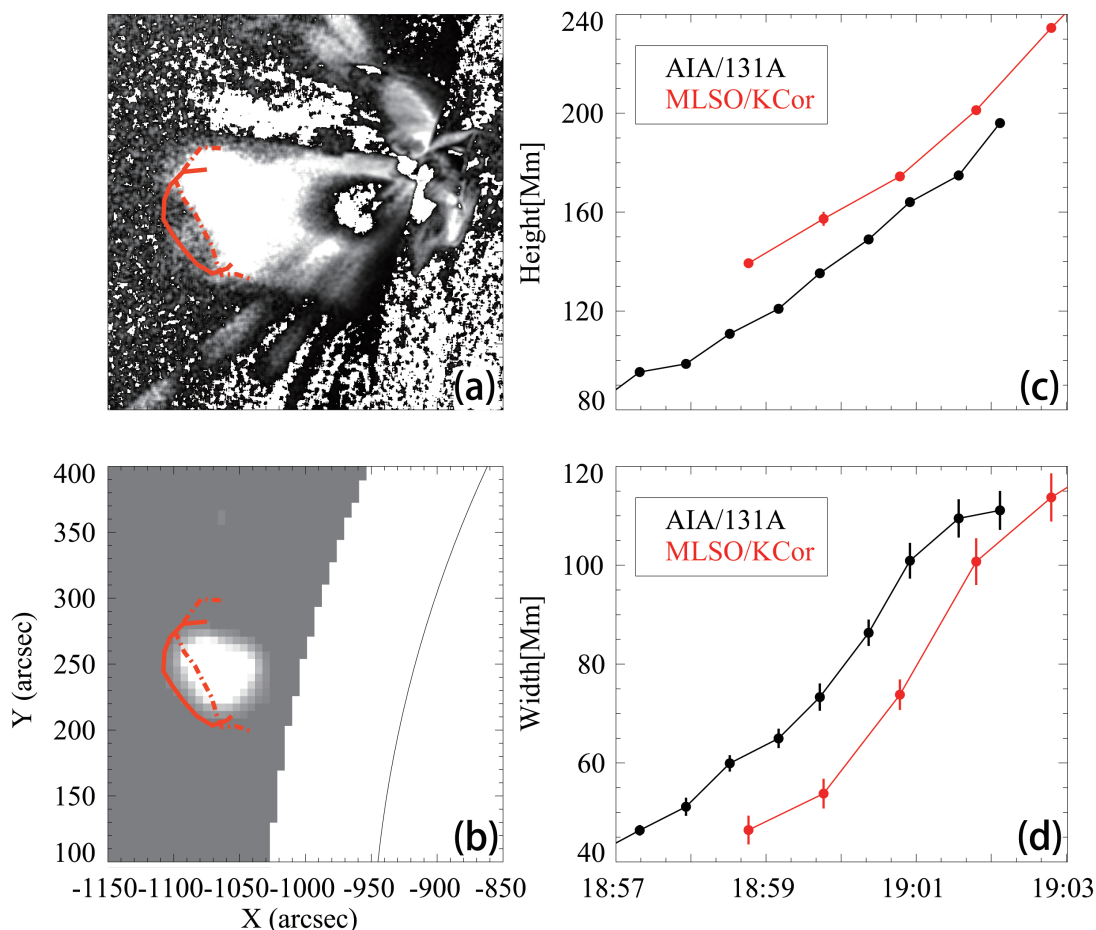 (a)
240
200
160
120
80
Height[Mm]
AIA/131A
MLSO/KCor
(c)
400
350
300
250
200
150
100
Y (arcsec)
(b)
-1150 -1100 -1050 -1000 -950 -900 -850
X (arcsec)
120
100
80
60
40
Width[Mm]
AIA/131A
MLSO/KCor
(d)
18:57 18:59 19:01 19:03